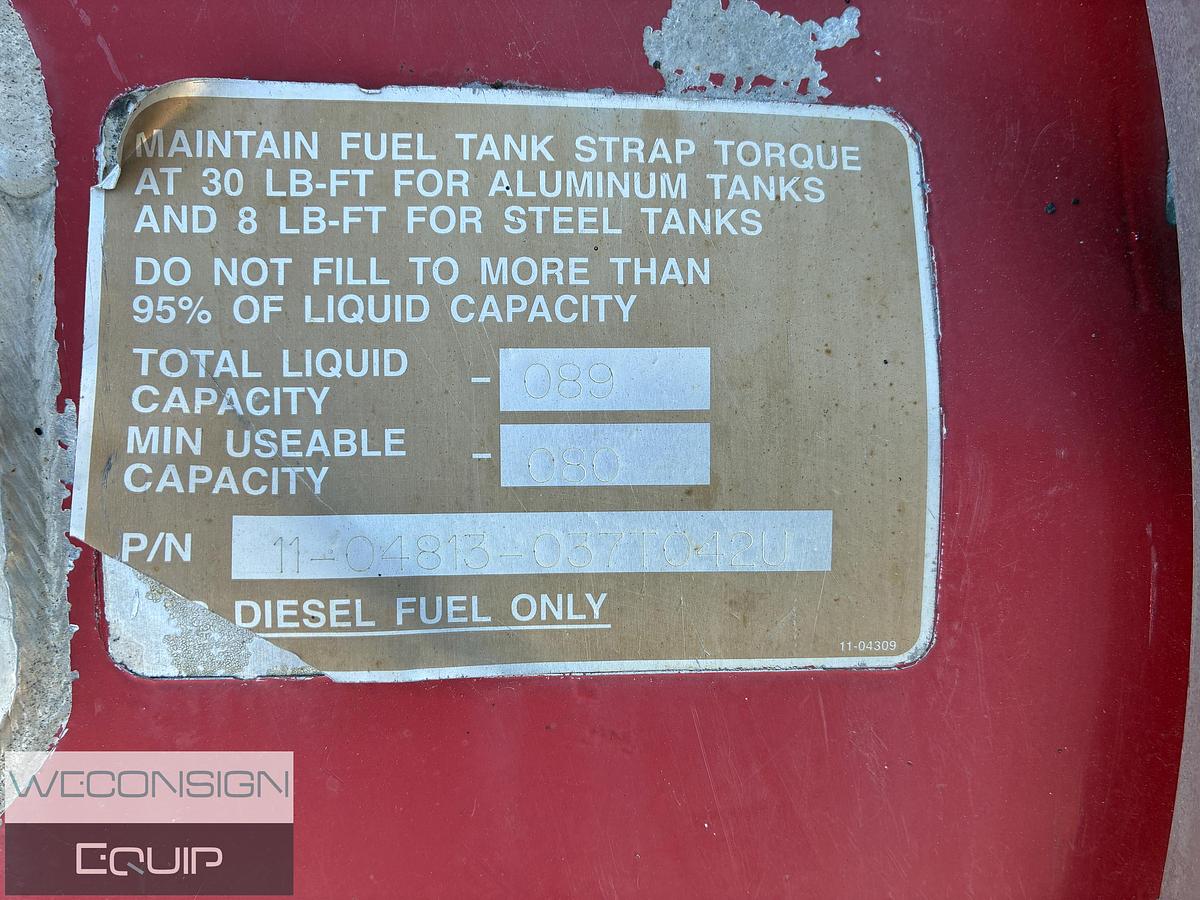 MAINTAIN FUEL TANK STRAP TORQUE
AT 30 LB-FT FOR ALUMINUM TANKS
AND 8 LB-FT FOR STEEL TANKS
DO NOT FILL TO MORE THAN
95% OF LIQUID CAPACITY
TOTAL LIQUID
CAPACITY - 089
MIN USEABLE
CAPACITY - 080
P/N 11-04813-037T042U
DIESEL FUEL ONLY
11-04309
WECONSIGN
EQUIP